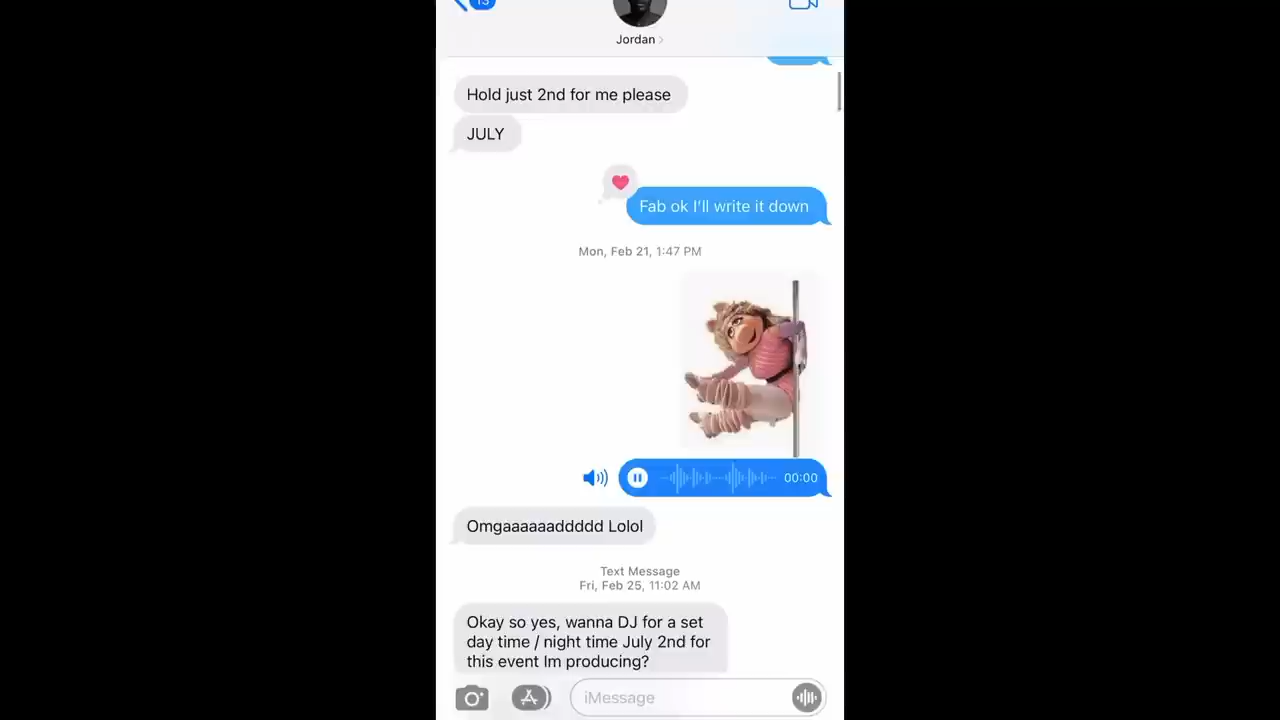 13
Jordan
Hold just 2nd for me please
JULY
Fab ok I'll write it down
Mon, Feb 21, 1:47 PM
00:00
Omgaaaaaaddddd Lolol
Text Message
Fri, Feb 25, 11:02 AM
Okay so yes, wanna DJ for a set
day time / night time July 2nd for
this event Im producing?
iMessage